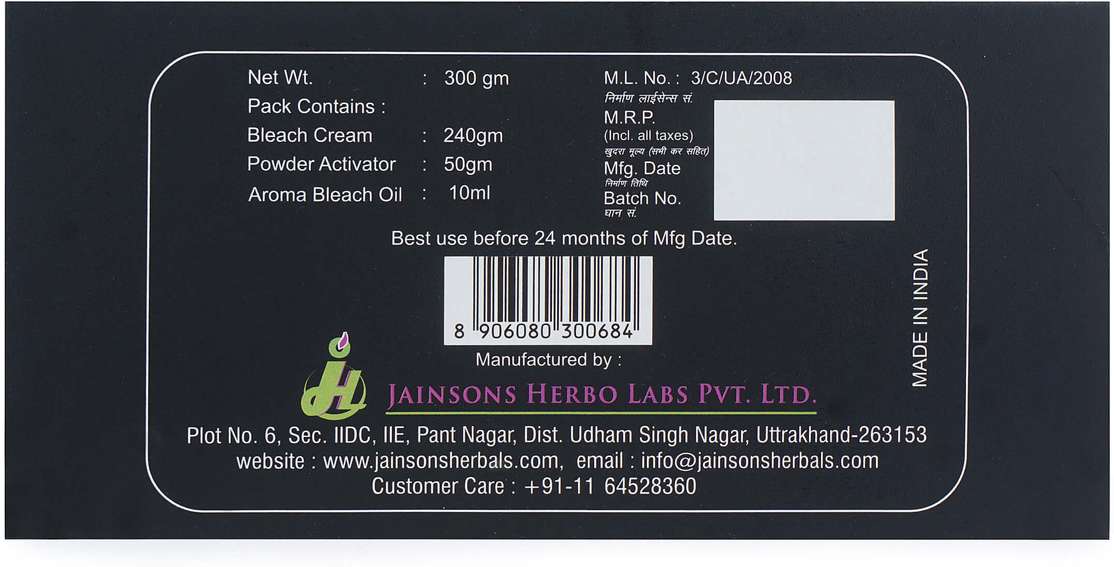 Net Wt. : 300 gm
Pack Contains :
Bleach Cream : 240gm
Powder Activator : 50gm
Aroma Bleach Oil : 10ml
M.L. No. : 3/C/UA/2008
निर्माण लाईसेन्स सं.
M.R.P.
(Incl. all taxes)
खुदरा मूल्य (सभी कर सहित)
Mfg. Date
निर्माण तिथि
Batch No.
घान सं.
Best use before 24 months of Mfg Date.
8 906080 300684
MADE IN INDIA
Manufactured by :
JH
JAINSONS HERBO LABS PVT. LTD.
Plot No. 6, Sec. IIDC, IIE, Pant Nagar, Dist. Udham Singh Nagar, Uttrakhand-263153
website : www.jainsonsherbals.com, email : info@jainsonsherbals.com
Customer Care : +91-11 64528360